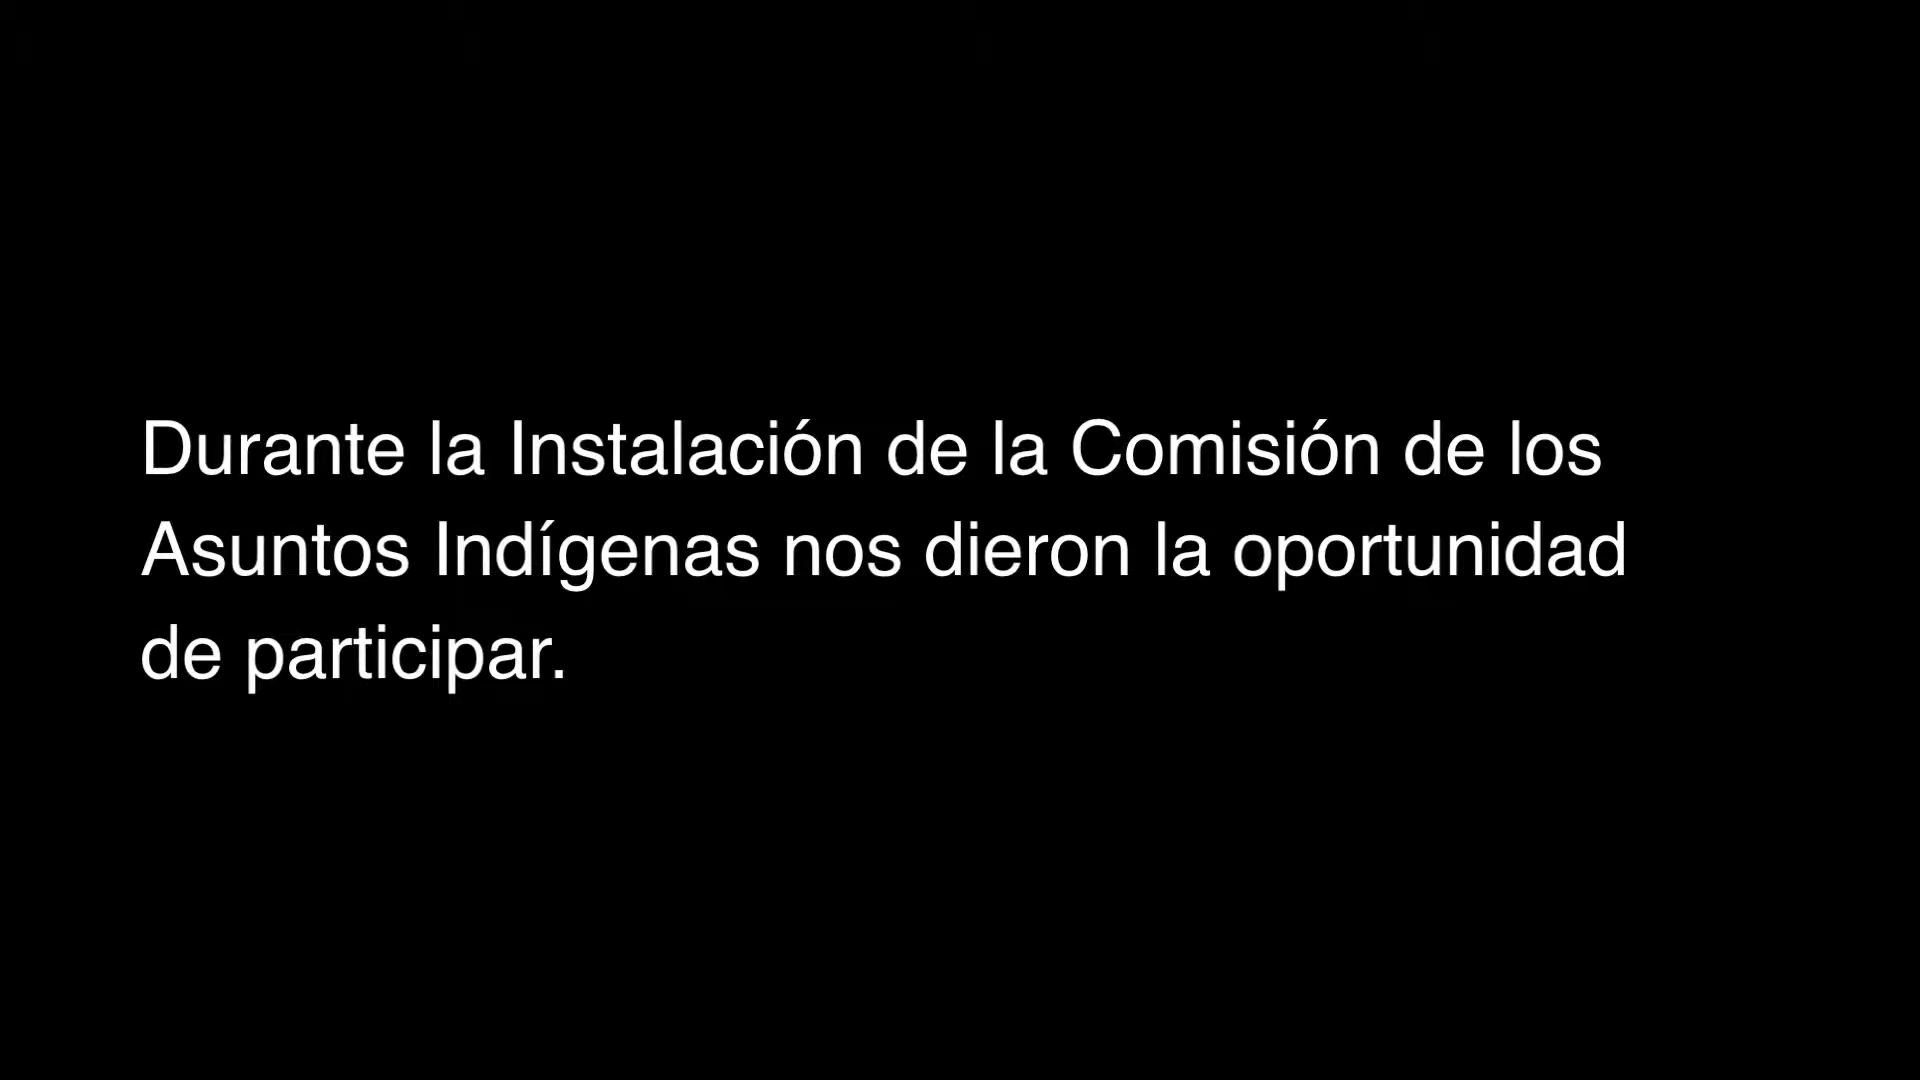 Durante la Instalación de la Comisión de los
Asuntos Indígenas nos dieron la oportunidad
de participar.